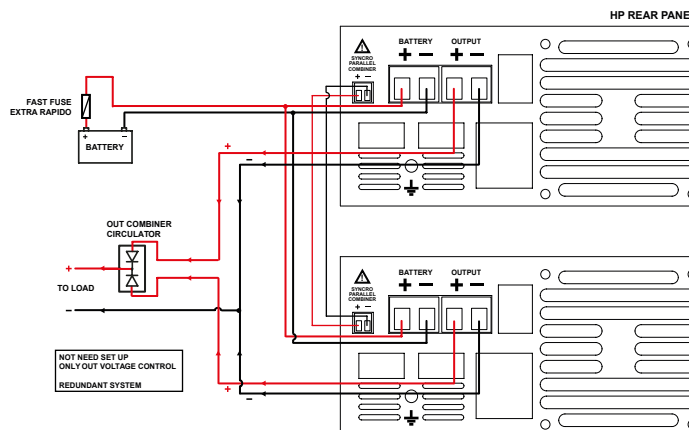 HP REAR PANE
BATTERY OUTPUT
+ − + −
SYNCRO
PARALLEL
COMBINER
+ −
FAST FUSE
EXTRA RAPIDO
+ −
BATTERY
+
−
OUT COMBINER
CIRCULATOR
+
TO LOAD
−
BATTERY OUTPUT
+ − + −
SYNCRO
PARALLEL
COMBINER
+ −
NOT NEED SET UP
ONLY OUT VOLTAGE CONTROL
REDUNDANT SYSTEM
+
−